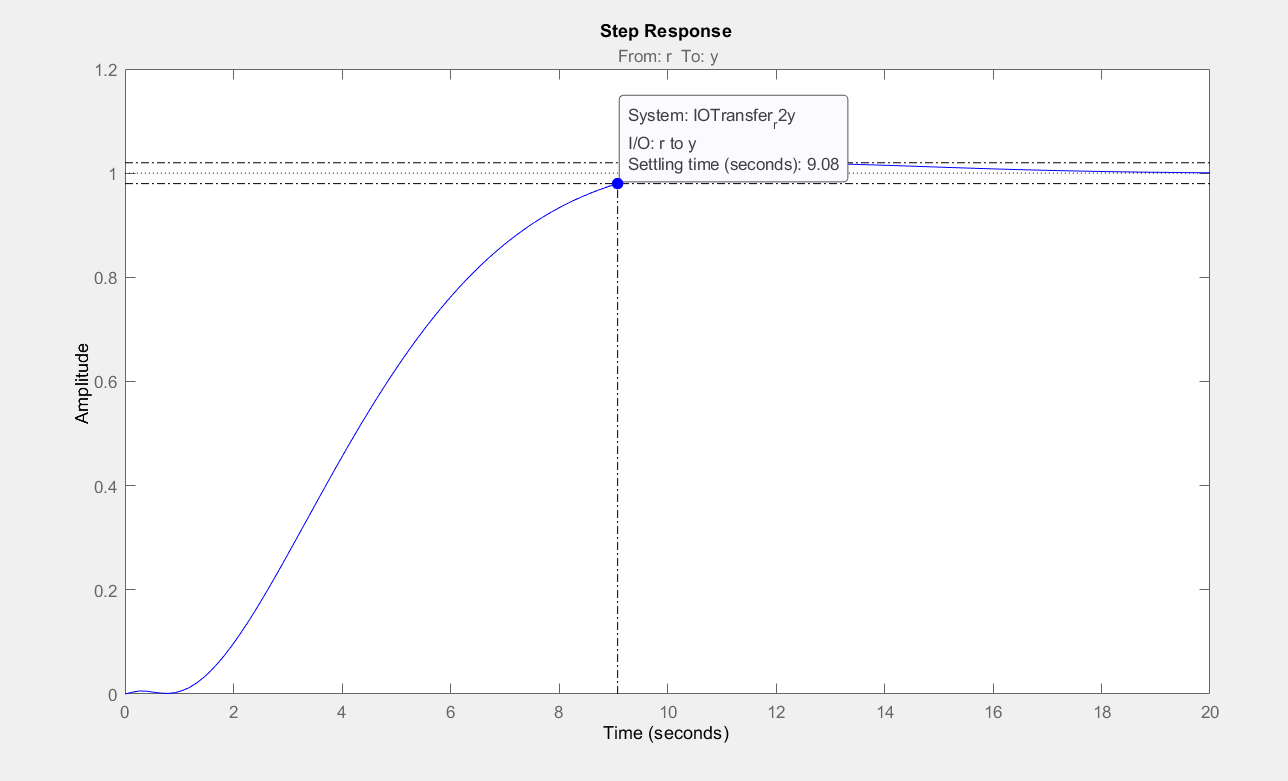 Step Response
From: r To: y
System: IOTransfer_r2y
I/O: r to y
Settling time (seconds): 9.08
1.2
1
0.8
0.6
0.4
0.2
0
Amplitude
0 2 4 6 8 10 12 14 16 18 20
Time (seconds)